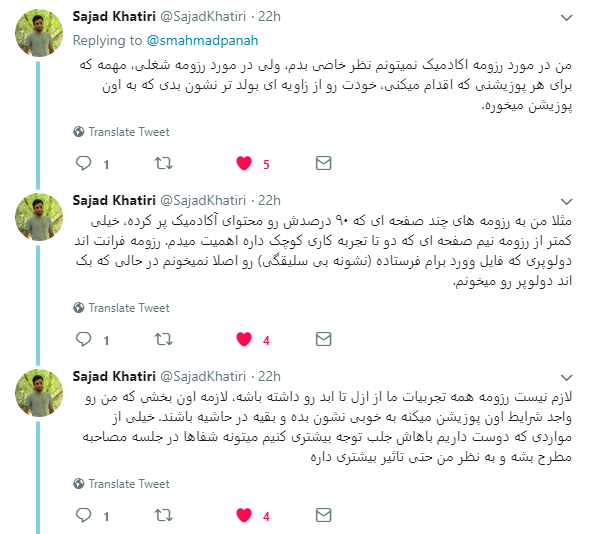 Sajad Khatiri @SajadKhatiri · 22h
Replying to @smahmadpanah
من در مورد رزومه اکادمیک نمیتونم نظر خاصی بدم، ولی در مورد رزومه شغلی، مهمه که
برای هر پوزیشنی که اقدام میکنی، خودت رو از زاویه ای بولد تر نشون بدی که به اون
پوزیشن میخوره.
Translate Tweet
1 5
Sajad Khatiri @SajadKhatiri · 22h
مثلا من به رزومه های چند صفحه ای که ۹۰ درصدش رو محتوای آکادمیک پر کرده، خیلی
کمتر از رزومه نیم صفحه ای که دو تا تجربه کاری کوچک داره اهمیت میدم. رزومه فرانت اند
دولوپری که فایل وورد برام فرستاده (نشونه بی سلیقگی) رو اصلا نمیخونم در حالی که بک
اند دولوپر رو میخونم.
Translate Tweet
1 4
Sajad Khatiri @SajadKhatiri · 22h
لازم نیست رزومه همه تجربیات ما از ازل تا ابد رو داشته باشه، لازمه اون بخشی که من رو
واجد شرایط اون پوزیشن میکنه به خوبی نشون بده و بقیه در حاشیه باشند. خیلی از
مواردی که دوست داریم باهاش جلب توجه بیشتری کنیم میتونه شفاها در جلسه مصاحبه
مطرح بشه و به نظر من حتی تاثیر بیشتری داره
Translate Tweet
1 4